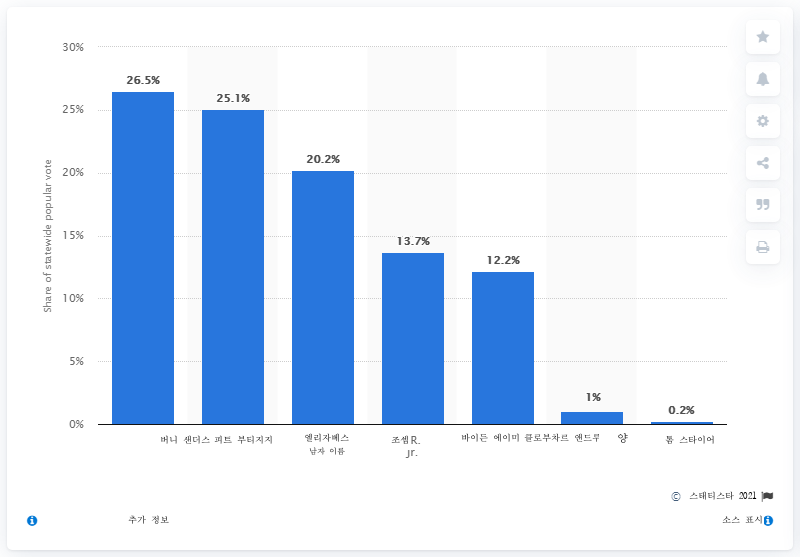 30%
26.5%
25.1%
25%
20.2%
20%
15%
13.7%
12.2%
10%
5%
1%
0.2%
0%
Share of statewide popular vote
버니 샌더스 피트 부티지지
엘리자베스
남자 이름
조셉 R.
Jr.
바이든 에이미 클로부차르 앤드루 양
톰 스타이어
© 스태티스타 2021
추가 정보
소스 표시